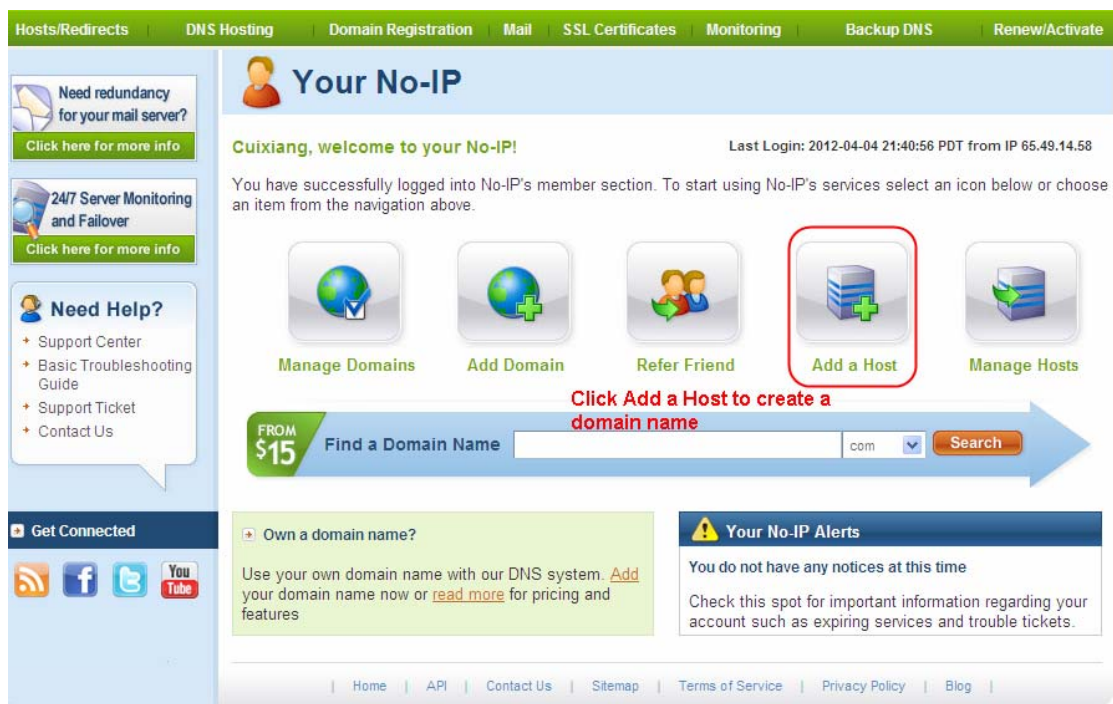 Hosts/Redirects | DNS Hosting | Domain Registration | Mail | SSL Certificates | Monitoring | Backup DNS | Renew/Activate
Need redundancy
for your mail server?
Click here for more info
24/7 Server Monitoring
and Failover
Click here for more info
Need Help?
Support Center
Basic Troubleshooting
Guide
Support Ticket
Contact Us
Get Connected
You
Tube
Your No-IP
Cuixiang, welcome to your No-IP!
Last Login: 2012-04-04 21:40:56 PDT from IP 65.49.14.58
You have successfully logged into No-IP's member section. To start using No-IP's services select an icon below or choose
an item from the navigation above.
Manage Domains
Add Domain
Refer Friend
Add a Host
Manage Hosts
Click Add a Host to create a
domain name
FROM
$15
Find a Domain Name
com
Search
Own a domain name?
Use your own domain name with our DNS system. Add
your domain name now or read more for pricing and
features
Your No-IP Alerts
You do not have any notices at this time
Check this spot for important information regarding your
account such as expiring services and trouble tickets.
| Home | API | Contact Us | Sitemap | Terms of Service | Privacy Policy | Blog |